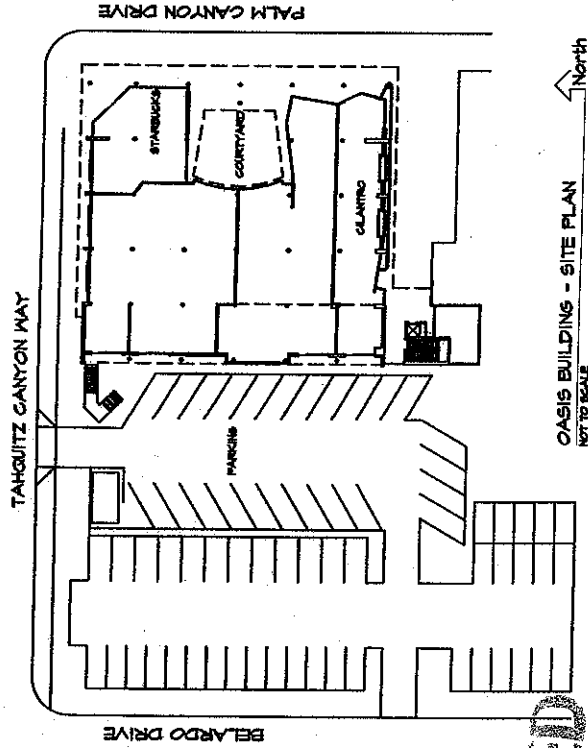 PALM CANYON DRIVE
TAHQUITZ CANYON WAY
STARBUCKS
COURTYARD
CILANTRO
PARKING
BELARDO DRIVE
North
OASIS BUILDING - SITE PLAN
NOT TO SCALE